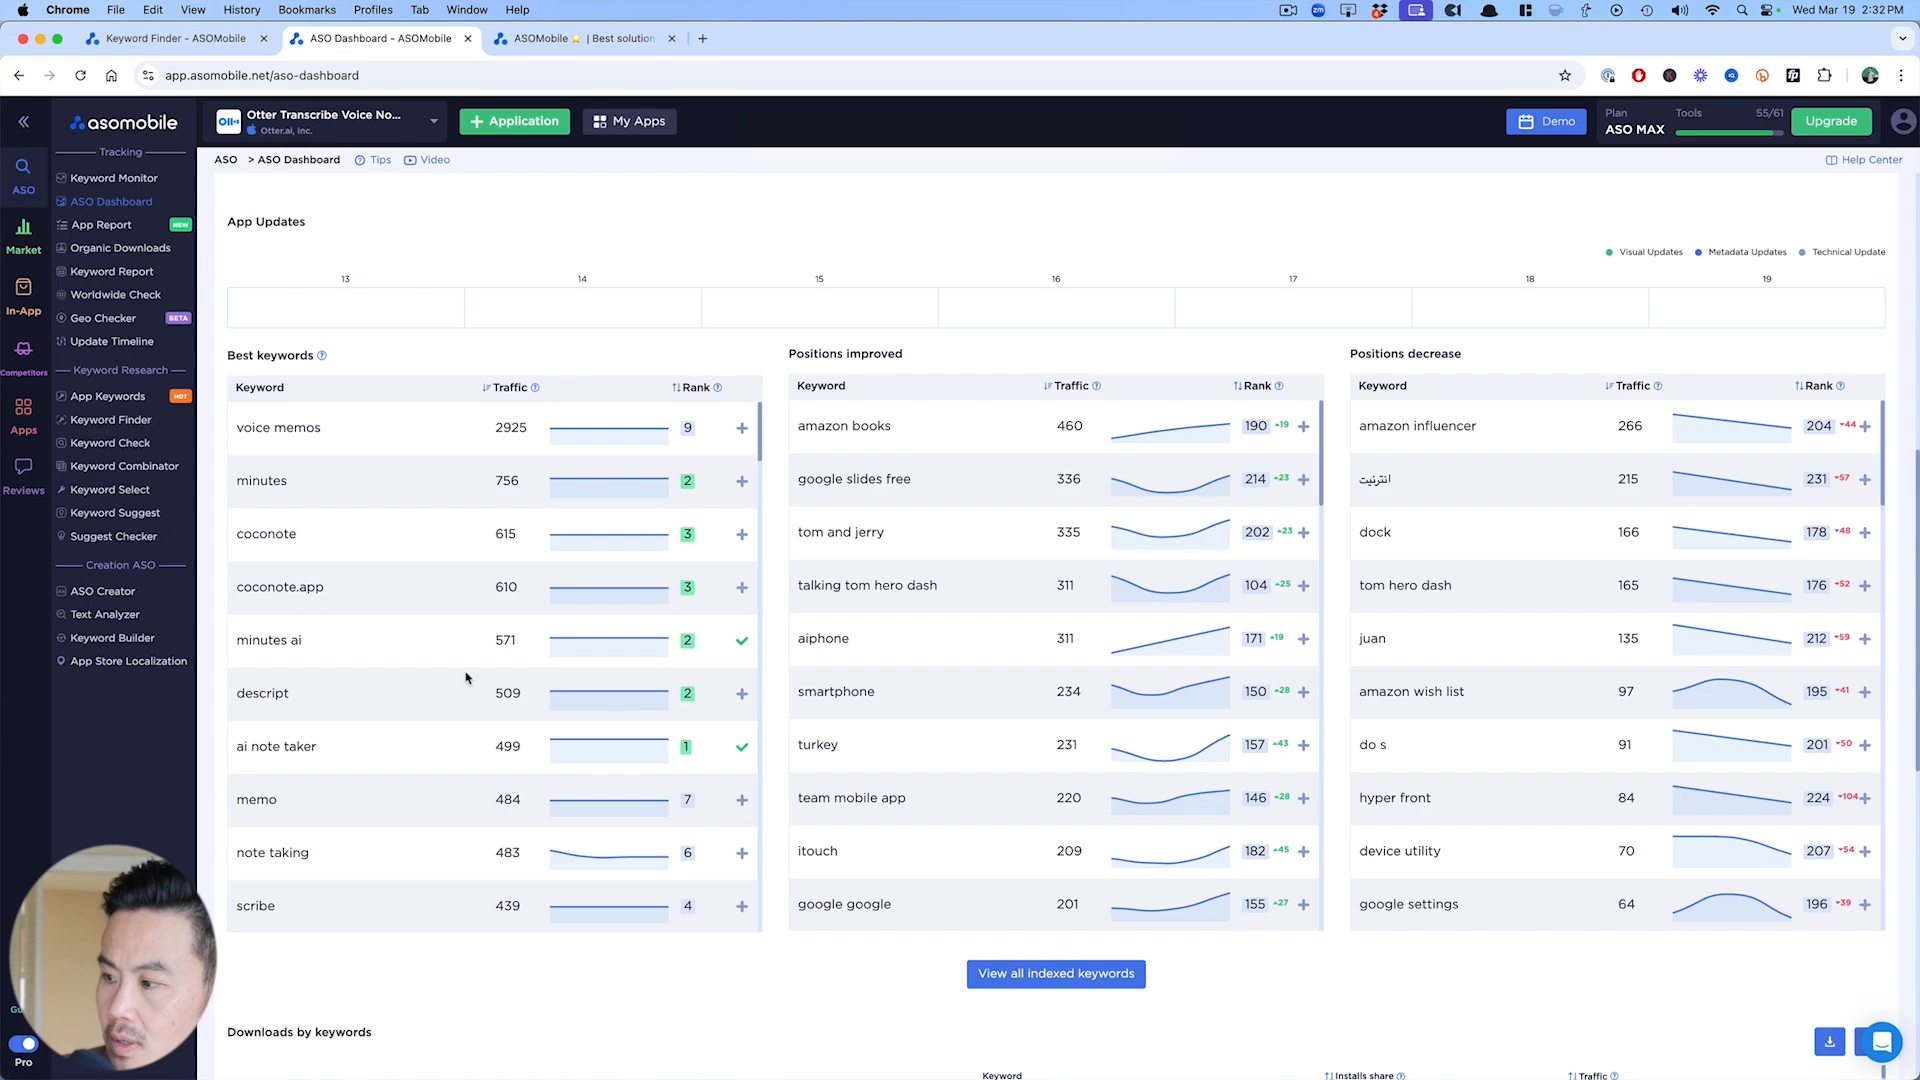 Chrome File Edit View History Bookmarks Profiles Tab Window Help zm Wed Mar 19 2:32 PM
Keyword Finder - ASOMobile ASO Dashboard - ASOMobile ASOMobile | Best solution
app.asomobile.net/aso-dashboard
asomobile
Otter Transcribe Voice No...
Otter.ai, Inc.
Application
My Apps
Demo
Plan
ASO MAX
Tools 55/61
Upgrade
ASO > ASO Dashboard Tips Video Help Center
ASO
Market
In-App
Competitors
Apps
Reviews
Pro
Tracking
Keyword Monitor
ASO Dashboard
App Report NEW
Organic Downloads
Keyword Report
Worldwide Check
Geo Checker BETA
Update Timeline
Keyword Research
App Keywords HOT
Keyword Finder
Keyword Check
Keyword Combinator
Keyword Select
Keyword Suggest
Suggest Checker
Creation ASO
ASO Creator
Text Analyzer
Keyword Builder
App Store Localization
App Updates
Visual Updates Metadata Updates Technical Update
13 14 15 16 17 18 19
Best keywords
Keyword Traffic Rank
voice memos 2925 9
minutes 756 2
coconote 615 3
coconote.app 610 3
minutes ai 571 2
descript 509 2
ai note taker 499 1
memo 484 7
note taking 483 6
scribe 439 4
Positions improved
Keyword Traffic Rank
amazon books 460 190 19
google slides free 336 214 23
tom and jerry 335 202 23
talking tom hero dash 311 104 25
aiphone 311 171 19
smartphone 234 150 28
turkey 231 157 43
team mobile app 220 146 28
itouch 209 182 45
google google 201 155 27
Positions decrease
Keyword Traffic Rank
amazon influencer 266 204 44
انترنيت 215 231 57
dock 166 178 48
tom hero dash 165 176 52
juan 135 212 59
amazon wish list 97 195 41
do s 91 201 50
hyper front 84 224 104
device utility 70 207 54
google settings 64 196 39
View all indexed keywords
Downloads by keywords
Keyword Installs share Traffic